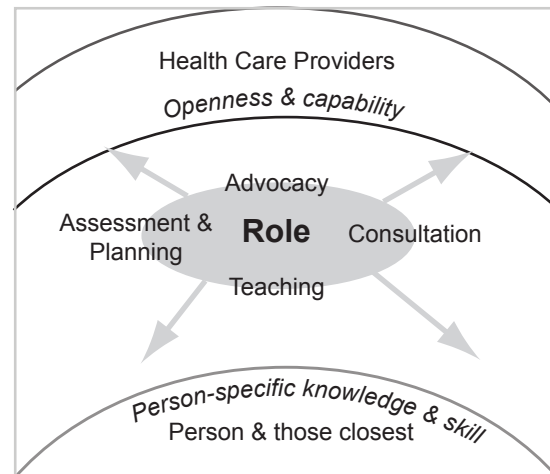 Health Care Providers
Openness & capability
Advocacy
Assessment &
Planning
Role
Consultation
Teaching
Person-specific knowledge & skill
Person & those closest